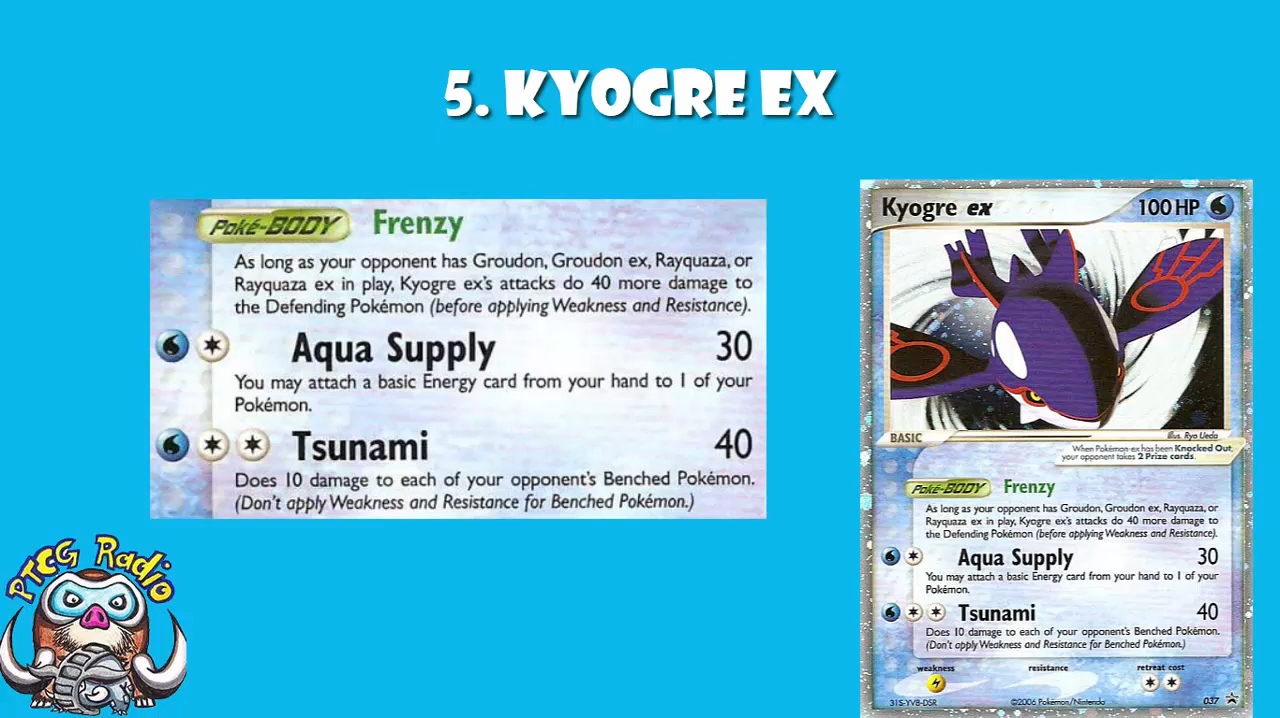 5. KYOGRE EX
Poké-BODY Frenzy
As long as your opponent has Groudon, Groudon ex, Rayquaza, or
Rayquaza ex in play, Kyogre ex's attacks do 40 more damage to
the Defending Pokémon (before applying Weakness and Resistance).
Aqua Supply 30
You may attach a basic Energy card from your hand to 1 of your
Pokémon.
Tsunami 40
Does 10 damage to each of your opponent's Benched Pokémon.
(Don't apply Weakness and Resistance for Benched Pokémon.)
Kyogre ex 100 HP
BASIC
Illus. Ryo Ueda
When Pokémon-ex has been Knocked Out,
your opponent takes 2 Prize cards.
Poké-BODY Frenzy
As long as your opponent has Groudon, Groudon ex, Rayquaza, or
Rayquaza ex in play, Kyogre ex's attacks do 40 more damage to
the Defending Pokémon (before applying Weakness and Resistance).
Aqua Supply 30
You may attach a basic Energy card from your hand to 1 of your
Pokémon.
Tsunami 40
Does 10 damage to each of your opponent's Benched Pokémon.
(Don't apply Weakness and Resistance for Benched Pokémon.)
weakness resistance retreat cost
31S-YVB-DSR ©2006 Pokémon/Nintendo 037
PTCG Radio